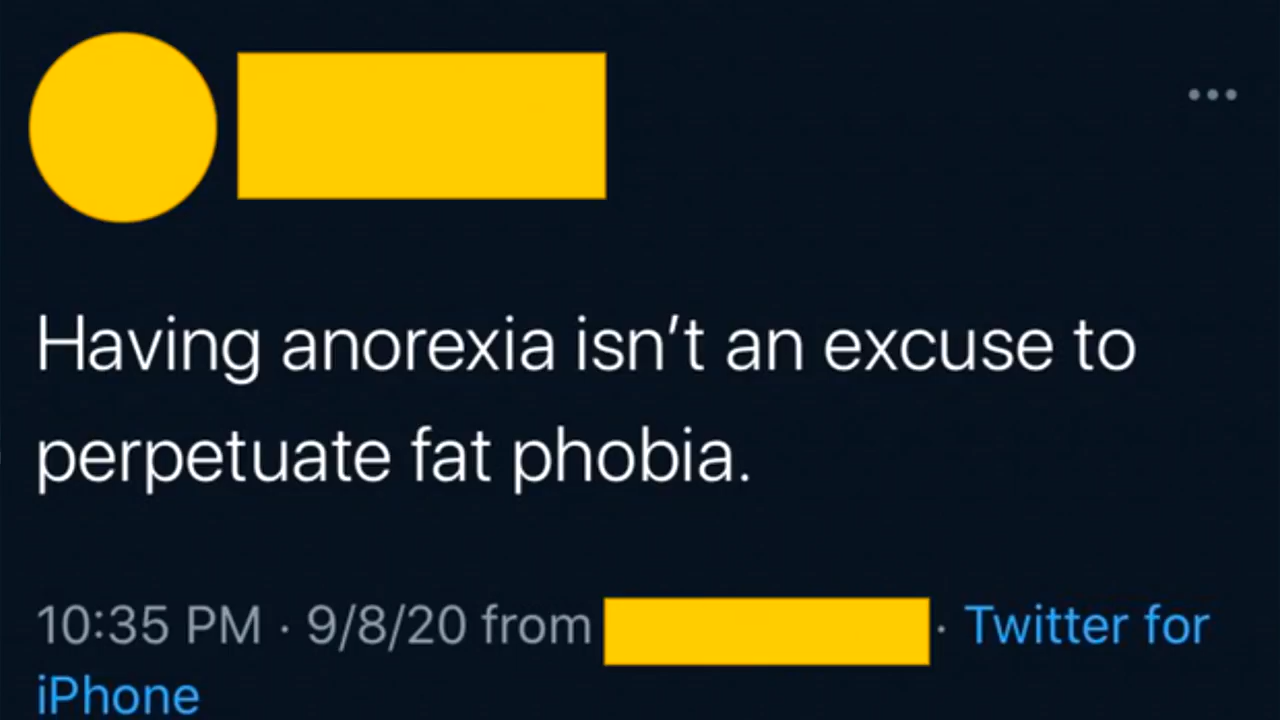 Having anorexia isn’t an excuse to
perpetuate fat phobia.
10:35 PM · 9/8/20 from · Twitter for
iPhone